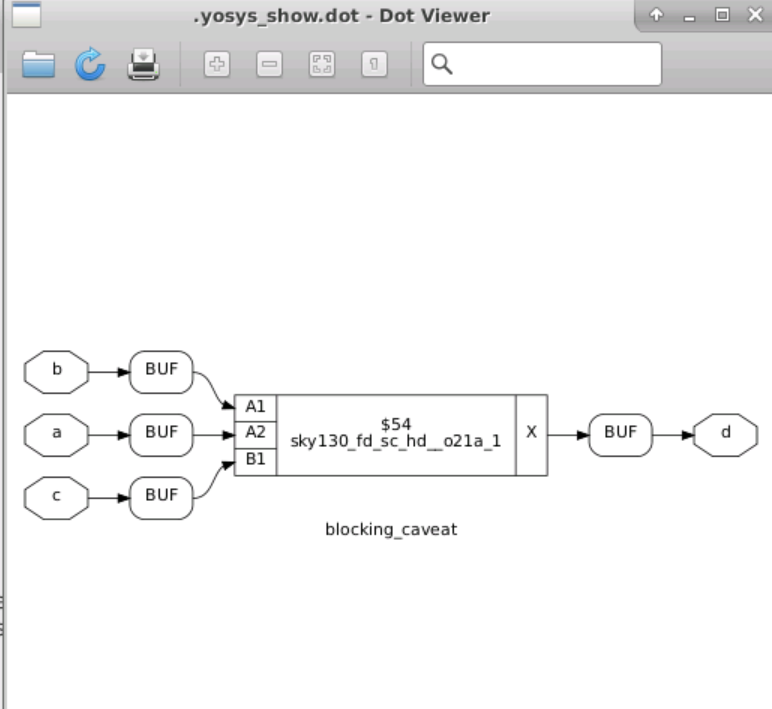 .yosys_show.dot - Dot Viewer
b
BUF
A1
a
BUF
A2
$54
sky130_fd_sc_hd__o21a_1
X
BUF
d
c
BUF
B1
blocking_caveat